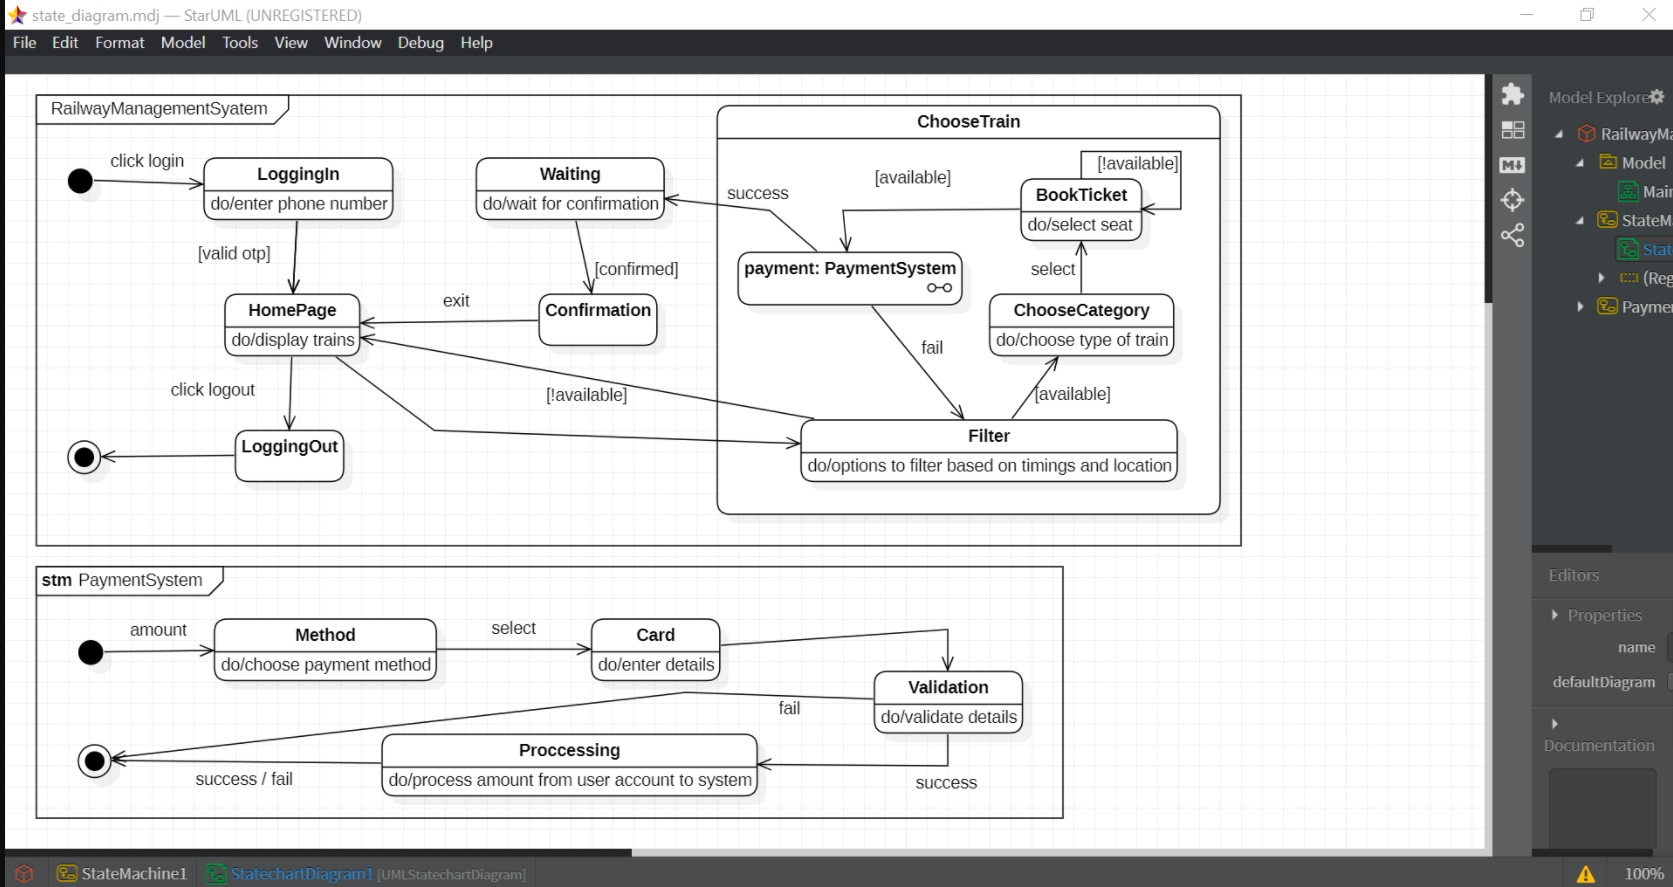 state_diagram.mdj — StarUML (UNREGISTERED)
File Edit Format Model Tools View Window Debug Help
RailwayManagementSyatem
click login
LoggingIn
do/enter phone number
[valid otp]
HomePage
do/display trains
click logout
LoggingOut
Waiting
do/wait for confirmation
[confirmed]
Confirmation
exit
[!available]
success
ChooseTrain
[available]
[!available]
BookTicket
do/select seat
payment: PaymentSystem
select
ChooseCategory
do/choose type of train
fail
[available]
Filter
do/options to filter based on timings and location
stm PaymentSystem
amount
Method
do/choose payment method
select
Card
do/enter details
Validation
do/validate details
fail
Proccessing
do/process amount from user account to system
success / fail
success
M
Model Explore
RailwayMa
Model
Main
StateM
Stat
(Reg
Paymen
Editors
Properties
name
defaultDiagram
Documentation
StateMachine1
StatechartDiagram1 [UMLStatechartDiagram]
100%